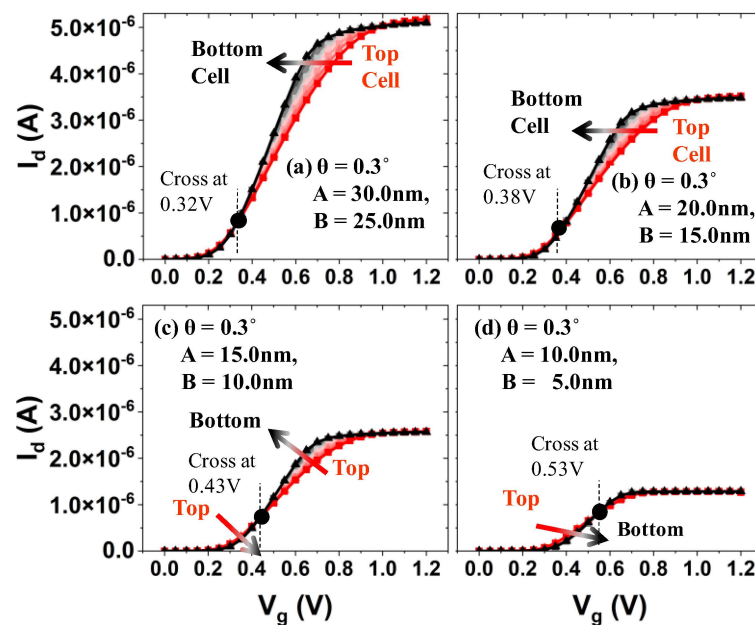 5.0×10⁻⁶
4.0×10⁻⁶
3.0×10⁻⁶
2.0×10⁻⁶
1.0×10⁻⁶
0.0
I_d (A)
Bottom
Cell
Top
Cell
Cross at
0.32V
(a) θ = 0.3°
A = 30.0nm,
B = 25.0nm
0.0 0.2 0.4 0.6 0.8 1.0 1.2
Bottom
Cell
Top
Cell
Cross at
0.38V
(b) θ = 0.3°
A = 20.0nm,
B = 15.0nm
0.0 0.2 0.4 0.6 0.8 1.0 1.2
5.0×10⁻⁶
4.0×10⁻⁶
3.0×10⁻⁶
2.0×10⁻⁶
1.0×10⁻⁶
0.0
I_d (A)
(c) θ = 0.3°
A = 15.0nm,
B = 10.0nm
Bottom
Cross at
0.43V
Top
Top
0.0 0.2 0.4 0.6 0.8 1.0 1.2
V_g (V)
(d) θ = 0.3°
A = 10.0nm,
B = 5.0nm
Cross at
0.53V
Top
Bottom
0.0 0.2 0.4 0.6 0.8 1.0 1.2
V_g (V)